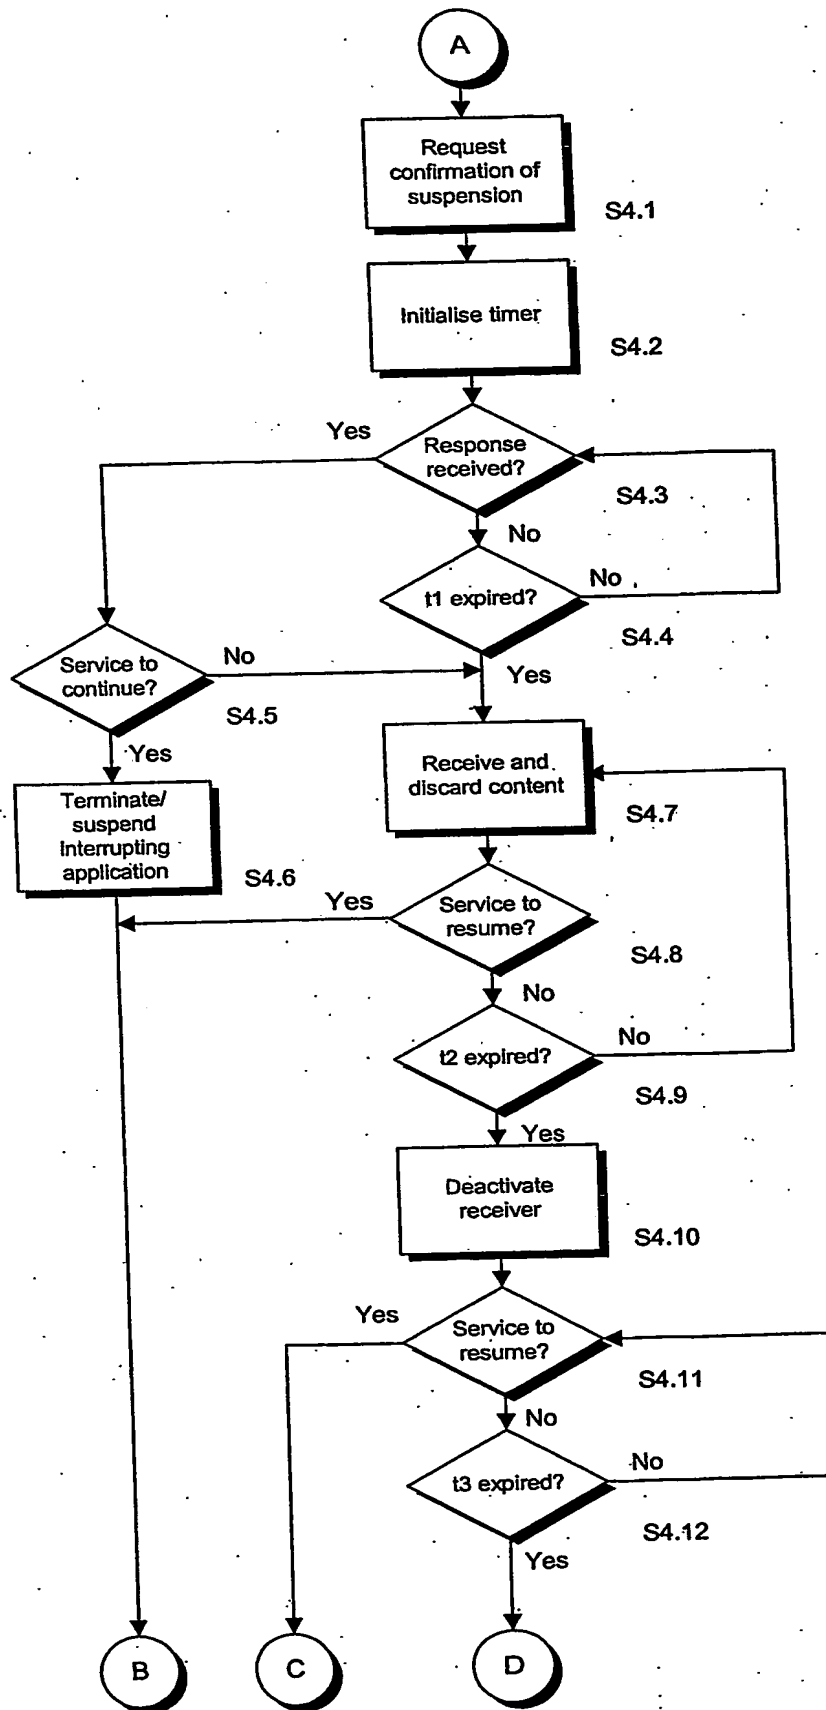 A
Request
confirmation of
suspension
S4.1
Initialise timer
S4.2
Yes
Response
received?
S4.3
No
t1 expired?
No
S4.4
Service to
continue?
No
Yes
S4.5
Yes
Receive and
discard content
S4.7
Terminate/
suspend
Interrupting
application
S4.6
Yes
Service to
resume?
S4.8
No
t2 expired?
No
S4.9
Yes
Deactivate
receiver
S4.10
Yes
Service to
resume?
S4.11
No
t3 expired?
No
S4.12
Yes
B
C
D